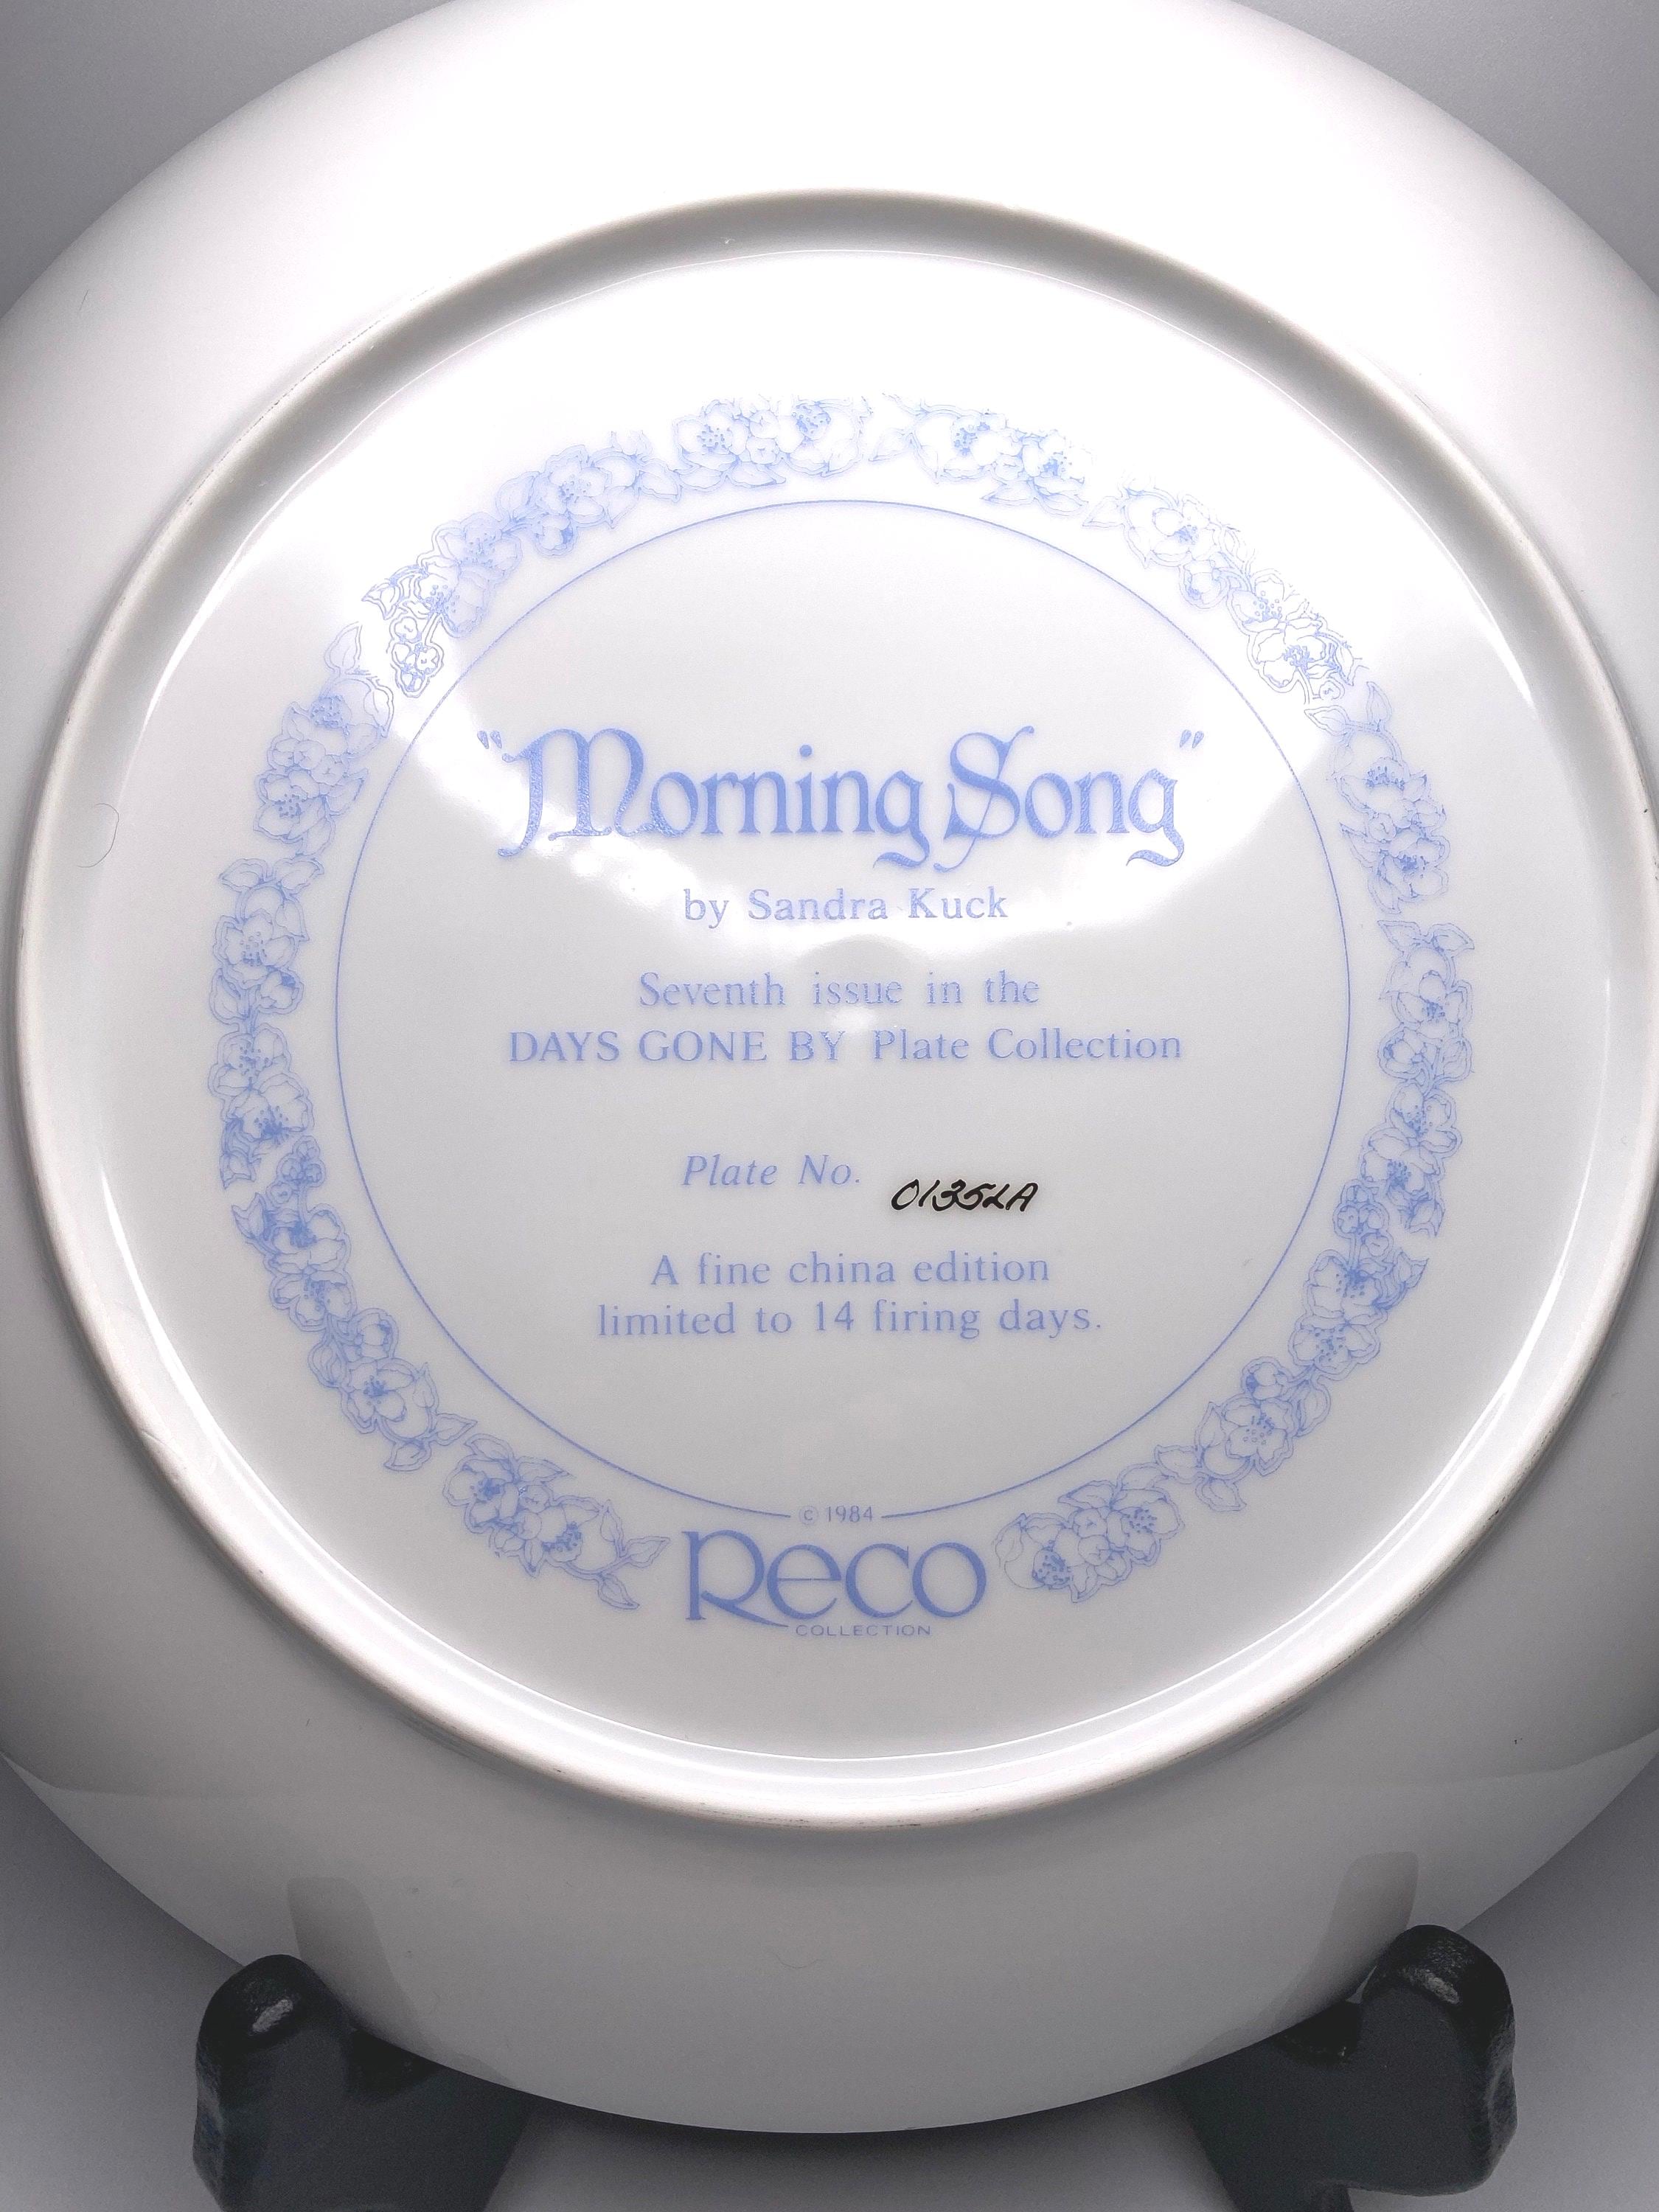 "Morning Song"
by Sandra Kuck
Seventh issue in the
DAYS GONE BY Plate Collection
Plate No. 0135LA
A fine china edition
limited to 14 firing days.
© 1984
Reco
COLLECTION